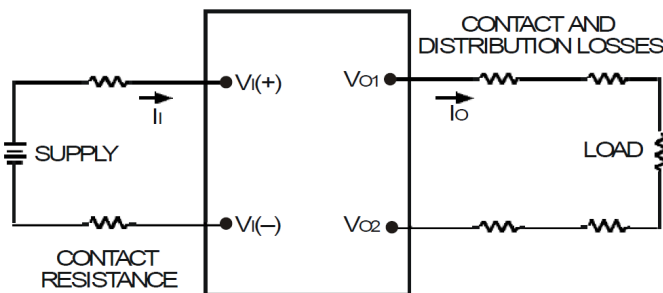 CONTACT AND
DISTRIBUTION LOSSES
VI(+)
VO1
II
IO
SUPPLY
LOAD
VI(–)
VO2
CONTACT
RESISTANCE